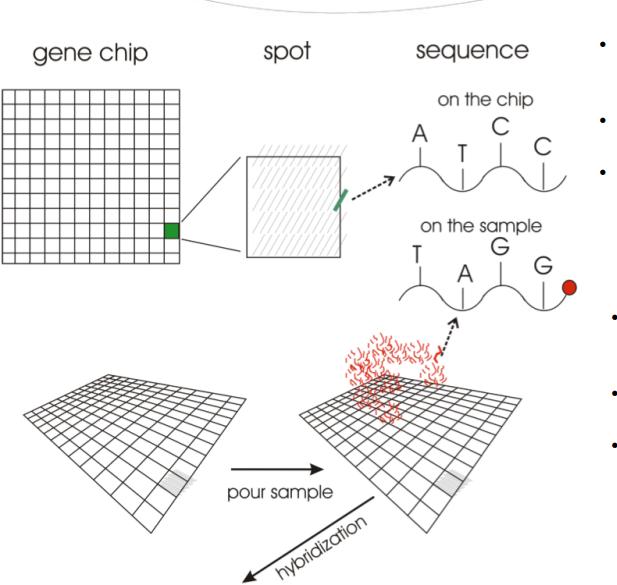 gene chip
spot
sequence
on the chip
A
T
C
C
on the sample
T
A
G
G
pour sample
hybridization